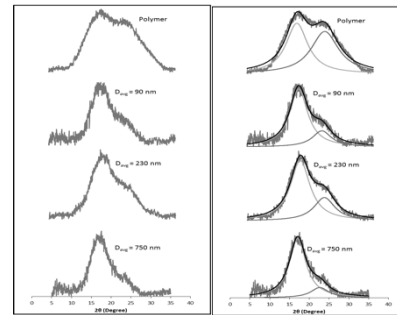 Polymer
Davg = 90 nm
Davg = 230 nm
Davg = 750 nm
0 5 10 15 20 25 30 35 40
2θ (Degree)
Polymer
Davg = 90 nm
Davg = 230 nm
Davg = 750 nm
0 5 10 15 20 25 30 35 40
2θ (Degree)